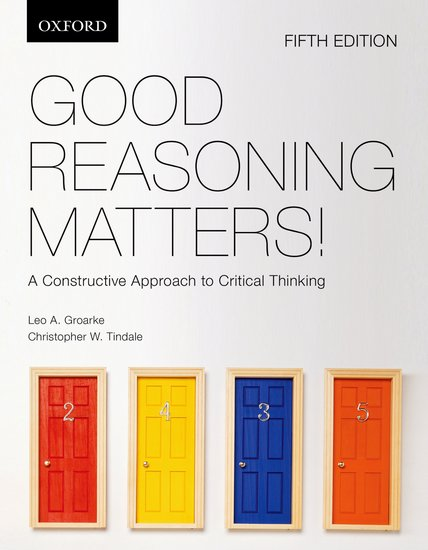 OXFORD
FIFTH EDITION
GOOD
REASONING
MATTERS!
A Constructive Approach to Critical Thinking
Leo A. Groarke
Christopher W. Tindale
2 4 3 5